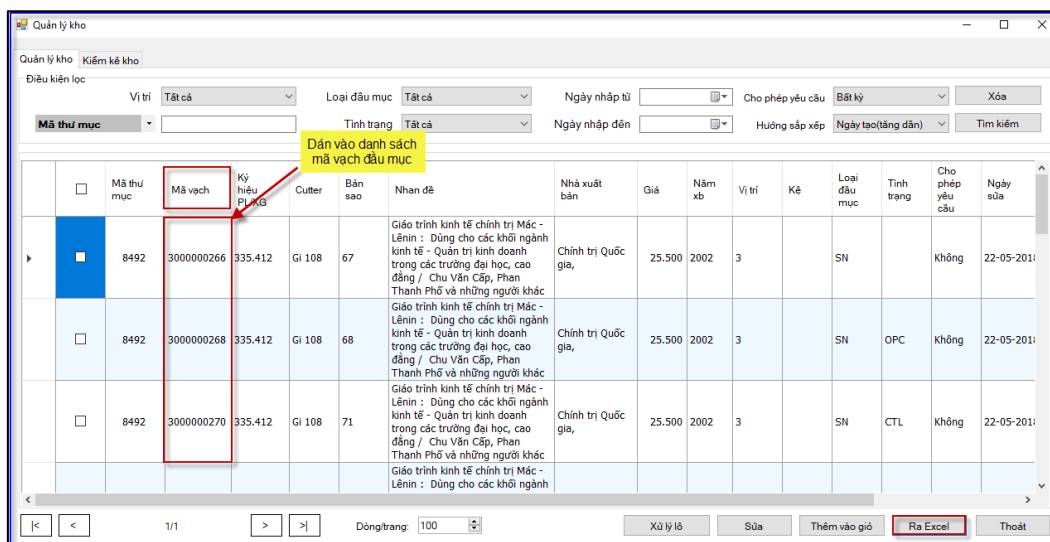 Quản lý kho
Quản lý kho Kiểm kê kho
Điều kiện lọc
Vị trí Tất cả Loại đầu mục Tất cả Ngày nhập từ Cho phép yêu cầu Bất kỳ Xóa
Mã thư mục Tình trạng Tất cả Ngày nhập đến Hướng sắp xếp Ngày tạo(tăng dần) Tìm kiếm
Dán vào danh sách
mã vạch đầu mục
Mã thư mục Mã vạch Ký hiệu PL/XG Cutter Bản sao Nhan đề Nhà xuất bản Giá Năm xb Vị trí Kệ Loại đầu mục Tình trạng Cho phép yêu cầu Ngày sửa
8492 3000000266 335.412 Gi 108 67
Giáo trình kinh tế chính trị Mác -
Lênin : Dùng cho các khối ngành
kinh tế - Quản trị kinh doanh
trong các trường đại học, cao
đẳng / Chu Văn Cấp, Phan
Thanh Phố và những người khác
Chính trị Quốc
gia,
25.500 2002 3 SN Không 22-05-2018
8492 3000000268 335.412 Gi 108 68
Giáo trình kinh tế chính trị Mác -
Lênin : Dùng cho các khối ngành
kinh tế - Quản trị kinh doanh
trong các trường đại học, cao
đẳng / Chu Văn Cấp, Phan
Thanh Phố và những người khác
Chính trị Quốc
gia,
25.500 2002 3 SN OPC Không 22-05-2018
8492 3000000270 335.412 Gi 108 71
Giáo trình kinh tế chính trị Mác -
Lênin : Dùng cho các khối ngành
kinh tế - Quản trị kinh doanh
trong các trường đại học, cao
đẳng / Chu Văn Cấp, Phan
Thanh Phố và những người khác
Chính trị Quốc
gia,
25.500 2002 3 SN CTL Không 22-05-2018
Giáo trình kinh tế chính trị Mác -
Lênin : Dùng cho các khối ngành
|< < 1/1 > >| Dòng/trang: 100 Xử lý lô Sửa Thêm vào giỏ Ra Excel Thoát